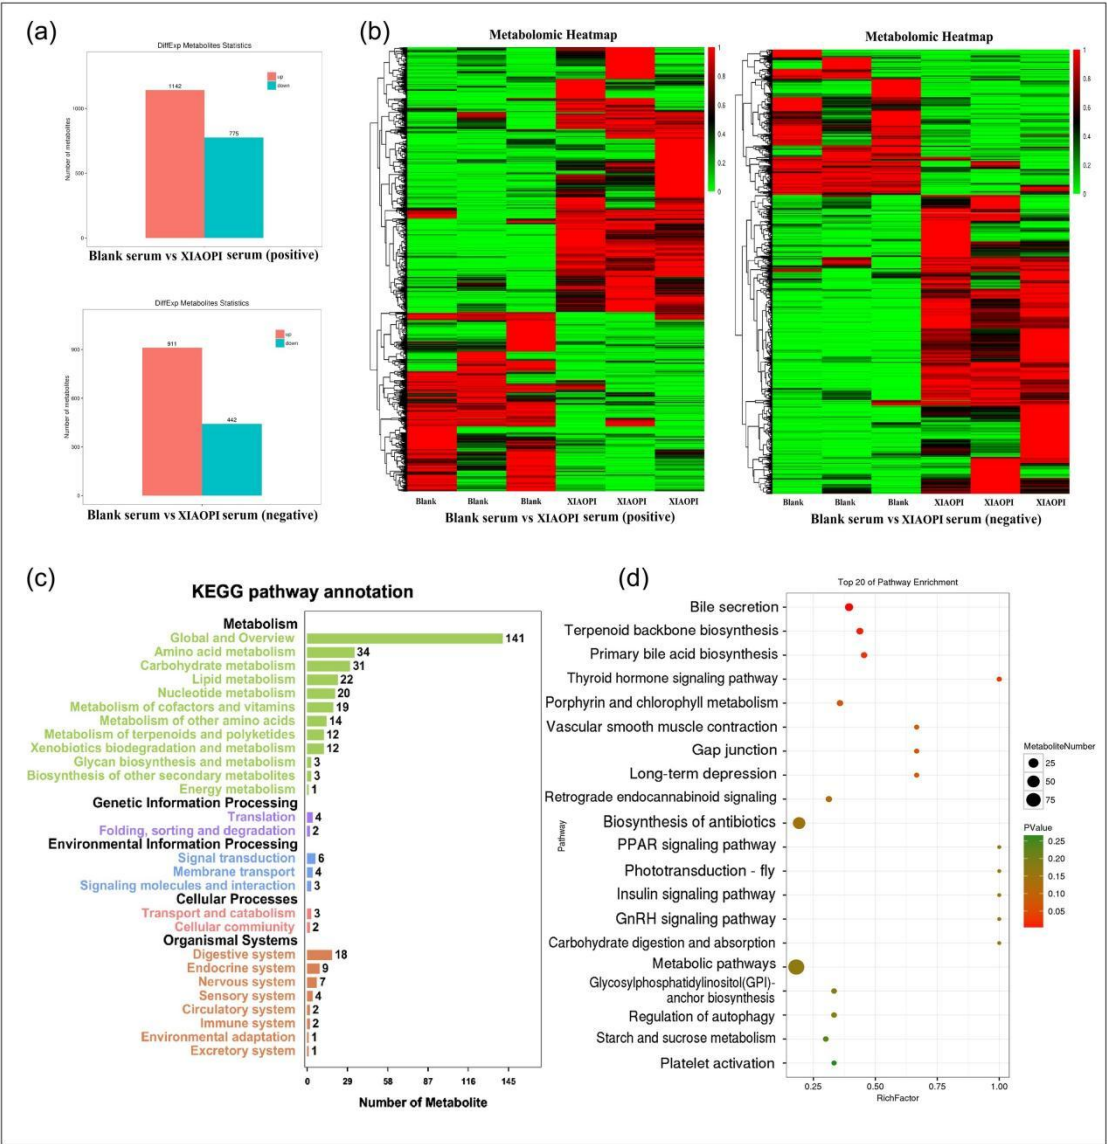 (a)
DiffExp Metabolites Statistics
up
down
1142
775
Number of metabolites
1000
500
0
Blank serum vs XIAOPI serum (positive)
DiffExp Metabolites Statistics
up
down
911
442
Number of metabolites
900
600
300
0
Blank serum vs XIAOPI serum (negative)
(b)
Metabolomic Heatmap
1
0.8
0.6
0.4
0.2
0
Blank Blank Blank XIAOPI XIAOPI XIAOPI
Blank serum vs XIAOPI serum (positive)
Metabolomic Heatmap
1
0.8
0.6
0.4
0.2
0
Blank Blank Blank XIAOPI XIAOPI XIAOPI
Blank serum vs XIAOPI serum (negative)
(c)
KEGG pathway annotation
Metabolism
Global and Overview 141
Amino acid metabolism 34
Carbohydrate metabolism 31
Lipid metabolism 22
Nucleotide metabolism 20
Metabolism of cofactors and vitamins 19
Metabolism of other amino acids 14
Metabolism of terpenoids and polyketides 12
Xenobiotics biodegradation and metabolism 12
Glycan biosynthesis and metabolism 3
Biosynthesis of other secondary metabolites 3
Energy metabolism 1
Genetic Information Processing
Translation 4
Folding, sorting and degradation 2
Environmental Information Processing
Signal transduction 6
Membrane transport 4
Signaling molecules and interaction 3
Cellular Processes
Transport and catabolism 3
Cellular commiunity 2
Organismal Systems
Digestive system 18
Endocrine system 9
Nervous system 7
Sensory system 4
Circulatory system 2
Immune system 2
Environmental adaptation 1
Excretory system 1
0 29 58 87 116 145
Number of Metabolite
(d)
Top 20 of Pathway Enrichment
Bile secretion
Terpenoid backbone biosynthesis
Primary bile acid biosynthesis
Thyroid hormone signaling pathway
Porphyrin and chlorophyll metabolism
Vascular smooth muscle contraction
Gap junction
Long-term depression
Retrograde endocannabinoid signaling
Biosynthesis of antibiotics
PPAR signaling pathway
Phototransduction - fly
Insulin signaling pathway
GnRH signaling pathway
Carbohydrate digestion and absorption
Metabolic pathways
Glycosylphosphatidylinositol(GPI)-
anchor biosynthesis
Regulation of autophagy
Starch and sucrose metabolism
Platelet activation
Pathway
0.25 0.50 0.75 1.00
RichFactor
MetaboliteNumber
25
50
75
PValue
0.25
0.20
0.15
0.10
0.05